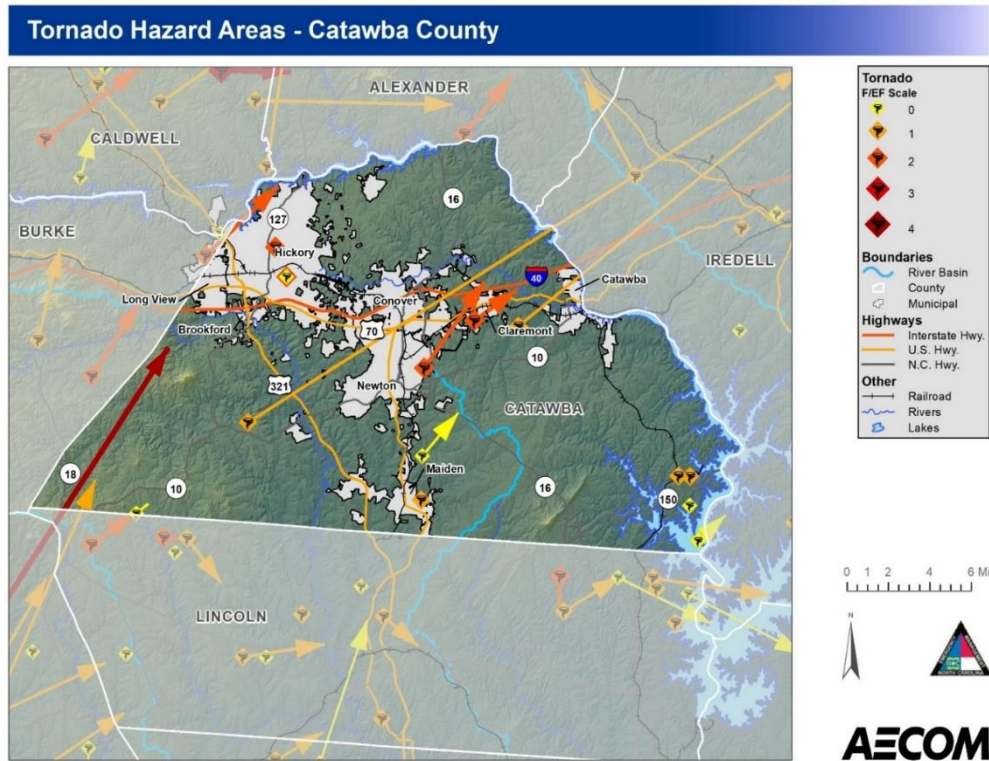 Tornado Hazard Areas - Catawba County
ALEXANDER
CALDWELL
BURKE
IREDELL
16
127
Hickory
40
Catawba
Long View
Conover
Brookford
70
Claremont
10
321
Newton
CATAWBA
Maiden
18
10
16
150
LINCOLN
Tornado
F/EF Scale
0
1
2
3
4
Boundaries
River Basin
County
Municipal
Highways
Interstate Hwy.
U.S. Hwy.
N.C. Hwy.
Other
Railroad
Rivers
Lakes
0 1 2 4 6 Mi
N
NORTH CAROLINA
AECOM